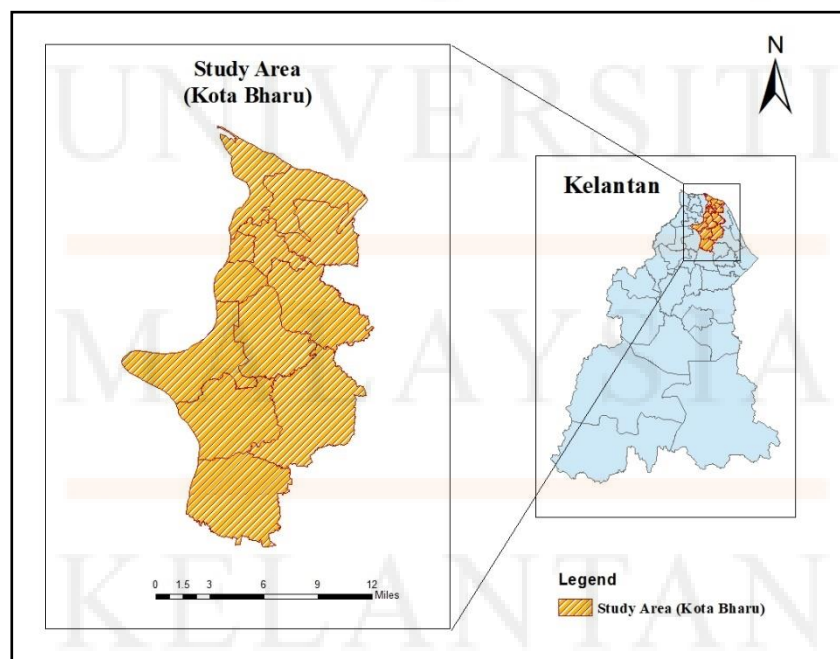 UNIVERSITI
MALAYSIA
KELANTAN
Study Area
(Kota Bharu)
N
Kelantan
0 1.5 3 6 9 12
Miles
Legend
Study Area (Kota Bharu)